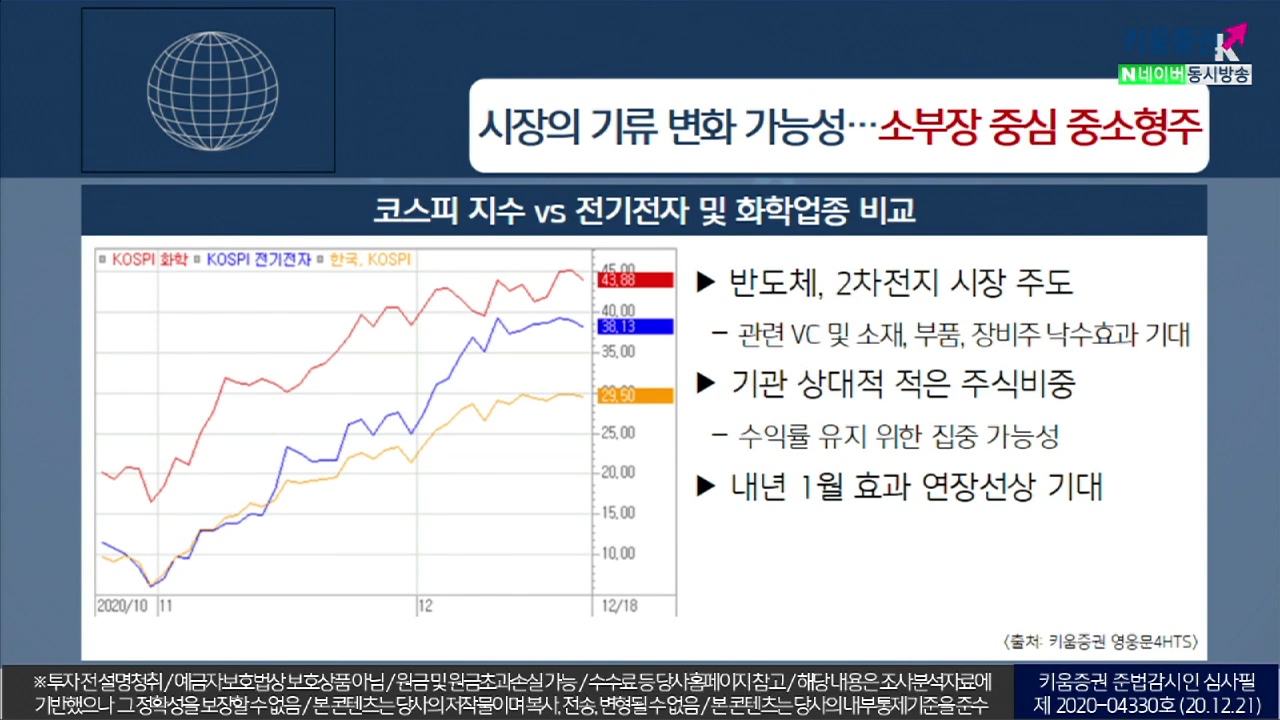 키움증권
N 네이버 동시방송
시장의 기류 변화 가능성…소부장 중심 중소형주
코스피 지수 vs 전기전자 및 화학업종 비교
KOSPI 화학 KOSPI 전기전자 한국, KOSPI
45,00
43,88
40,00
38,13
35,00
29,50
25,00
20,00
15,00
10,00
2020/10 11 12 12/18
▶ 반도체, 2차전지 시장 주도
– 관련 VC 및 소재, 부품, 장비주 낙수효과 기대
▶ 기관 상대적 적은 주식비중
– 수익률 유지 위한 집중 가능성
▶ 내년 1월 효과 연장선상 기대
(출처: 키움증권 영웅문4HTS)
※ 투자 전 설명청취 / 예금자보호법상 보호상품 아님 / 원금 및 원금초과손실 가능 / 수수료 등 당사홈페이지 참고 / 해당 내용은 조사분석자료에
기반했으나 그 정확성을 보장할 수 없음 / 본 콘텐츠는 당사의 저작물이며 복사, 전송, 변형될 수 없음 / 본 콘텐츠는 당사의 내부통제기준을 준수
키움증권 준법감시인 심사필
제 2020-04330호 (20.12.21)